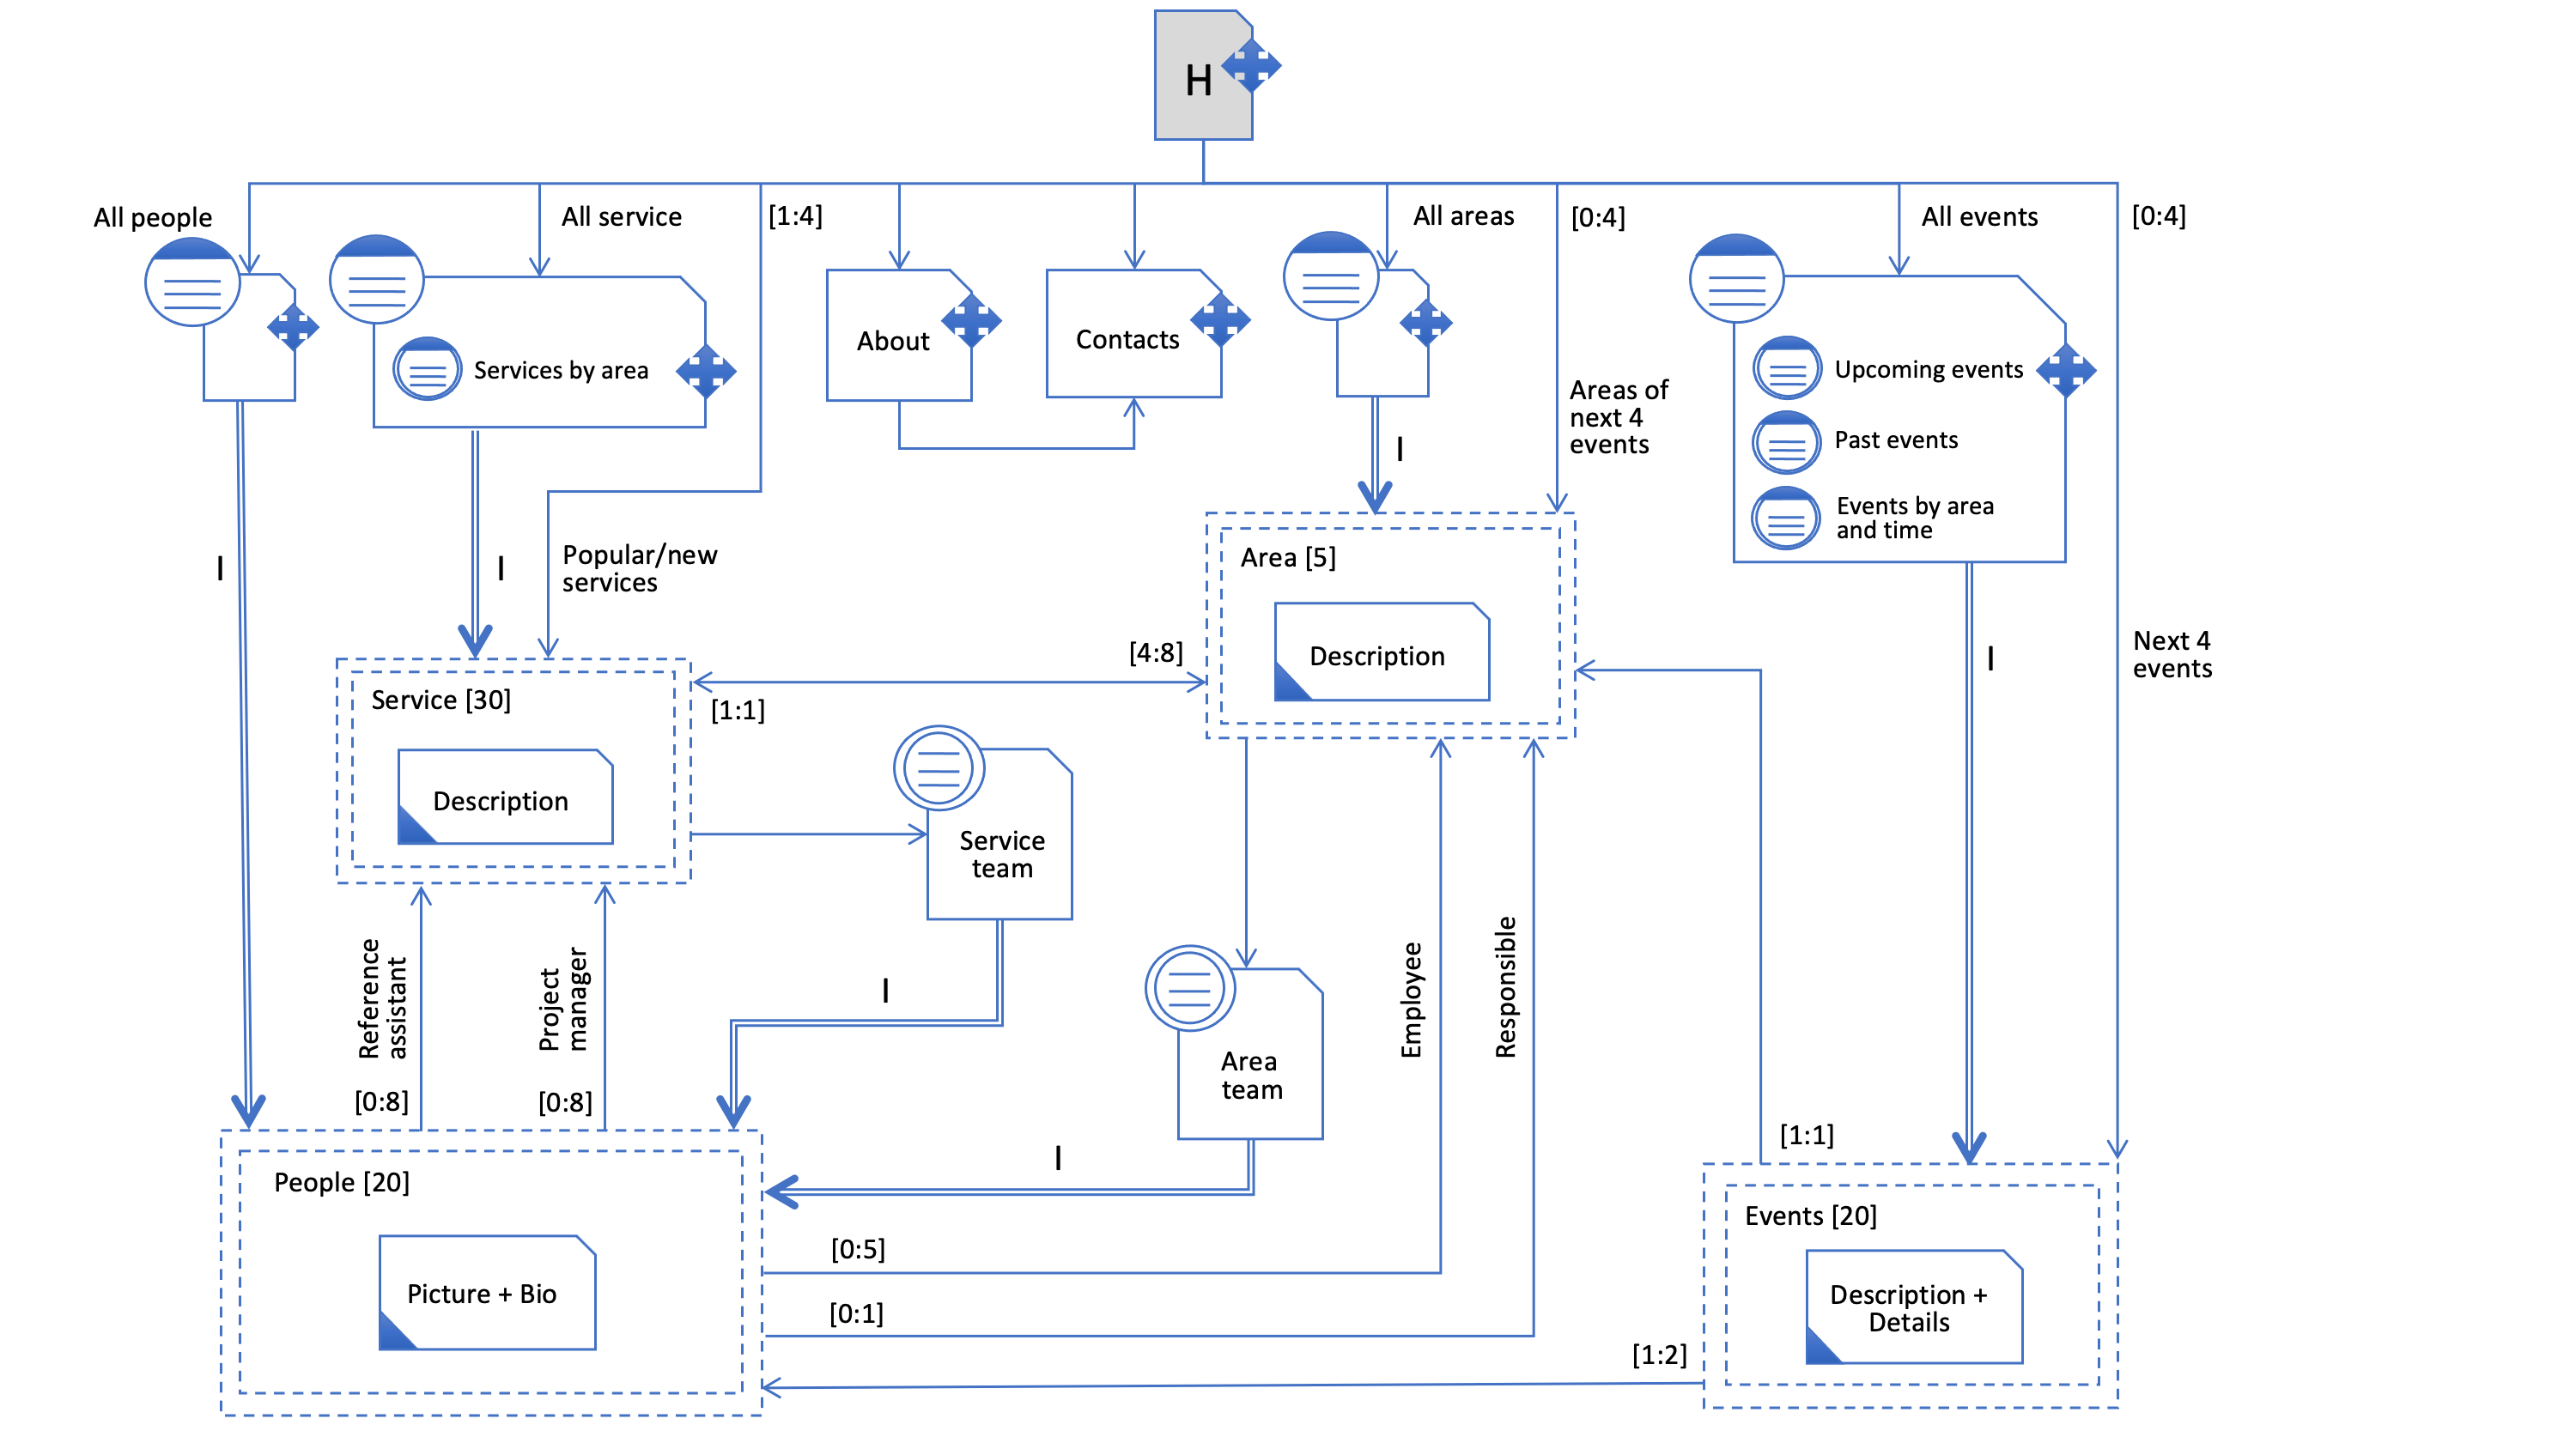 H
All people
All service
[1:4]
All areas
[0:4]
All events
[0:4]
Services by area
About
Contacts
Areas of
next 4
events
Upcoming events
Past events
Events by area
and time
I
I
I
I
Popular/new
services
Area [5]
Description
Next 4
events
[4:8]
[1:1]
Service [30]
Description
Service
team
Reference
assistant
Project
manager
[0:8]
[0:8]
I
Area
team
Employee
Responsible
I
[1:1]
People [20]
Picture + Bio
[0:5]
[0:1]
[1:2]
Events [20]
Description +
Details